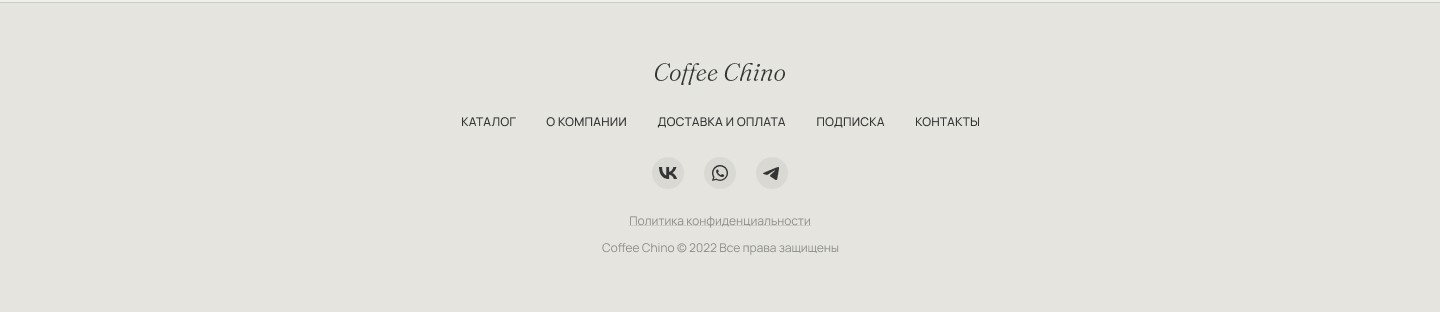 Coffee Chino
КАТАЛОГ О КОМПАНИИ ДОСТАВКА И ОПЛАТА ПОДПИСКА КОНТАКТЫ
Политика конфиденциальности
Coffee Chino © 2022 Все права защищены